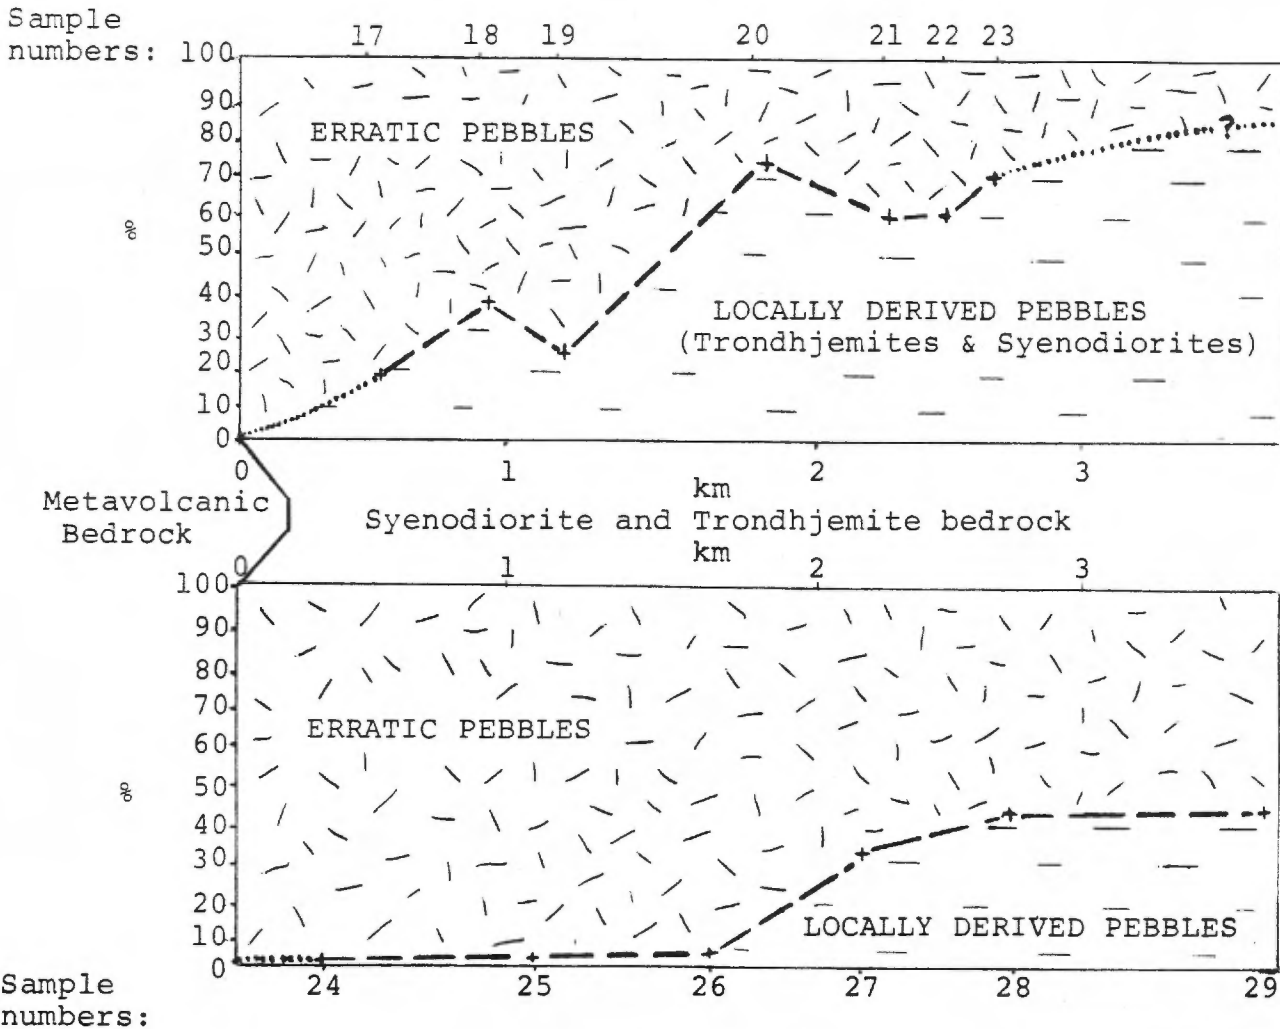 Sample
numbers:
17 18 19 20 21 22 23
100
90
80
70
60
50
40
30
20
10
0
%
ERRATIC PEBBLES
?
LOCALLY DERIVED PEBBLES
(Trondhjemites & Syenodiorites)
0 1 2 3
km
Metavolcanic
Bedrock
Syenodiorite and Trondhjemite bedrock
km
0 1 2 3
100
90
80
70
60
50
40
30
20
10
0
%
ERRATIC PEBBLES
LOCALLY DERIVED PEBBLES
Sample
numbers:
24 25 26 27 28 29